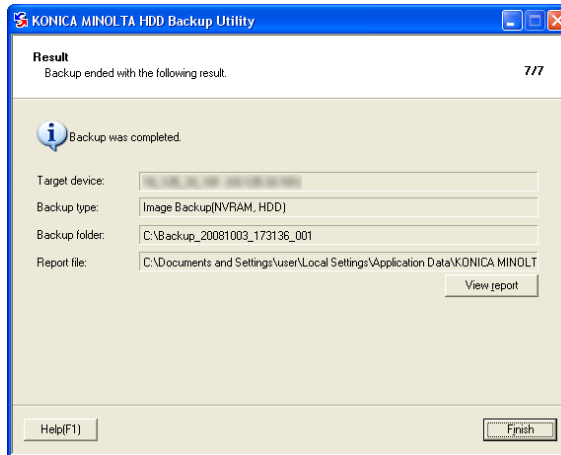 KONICA MINOLTA HDD Backup Utility
Result
Backup ended with the following result.
7/7
Backup was completed.
Target device:
Backup type: Image Backup(NVRAM, HDD)
Backup folder: C:\Backup_20081003_173136_001
Report file: C:\Documents and Settings\user\Local Settings\Application Data\KONICA MINOLT
View report
Help(F1)
Finish